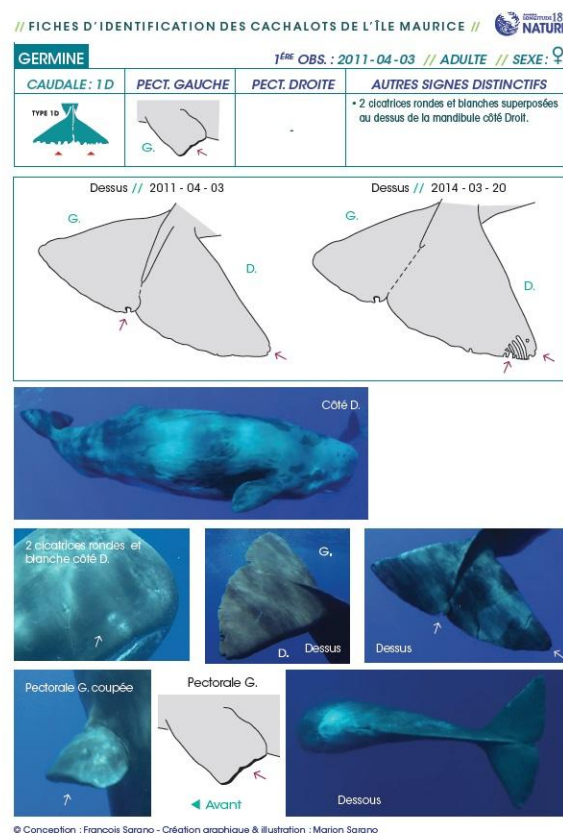 // FICHES D'IDENTIFICATION DES CACHALOTS DE L'ÎLE MAURICE //
LONGITUDE 181
NATURE
GERMINE
1ÈRE OBS. : 2011-04-03 // ADULTE // SEXE: ♀
CAUDALE : 1D
PECT. GAUCHE
PECT. DROITE
AUTRES SIGNES DISTINCTIFS
TYPE 1D
G.
-
• 2 cicatrices rondes et blanches superposées
au dessus de la mandibule côté Droit.
Dessus // 2011 - 04 - 03
G.
D.
Dessus // 2014 - 03 - 20
G.
D.
Côté D.
2 cicatrices rondes et
blanche côté D.
G.
D.
Dessus
Dessus
Pectorale G. coupée
Pectorale G.
◄ Avant
Dessous
© Conception : François Sarano - Création graphique & illustration : Marion Sarano